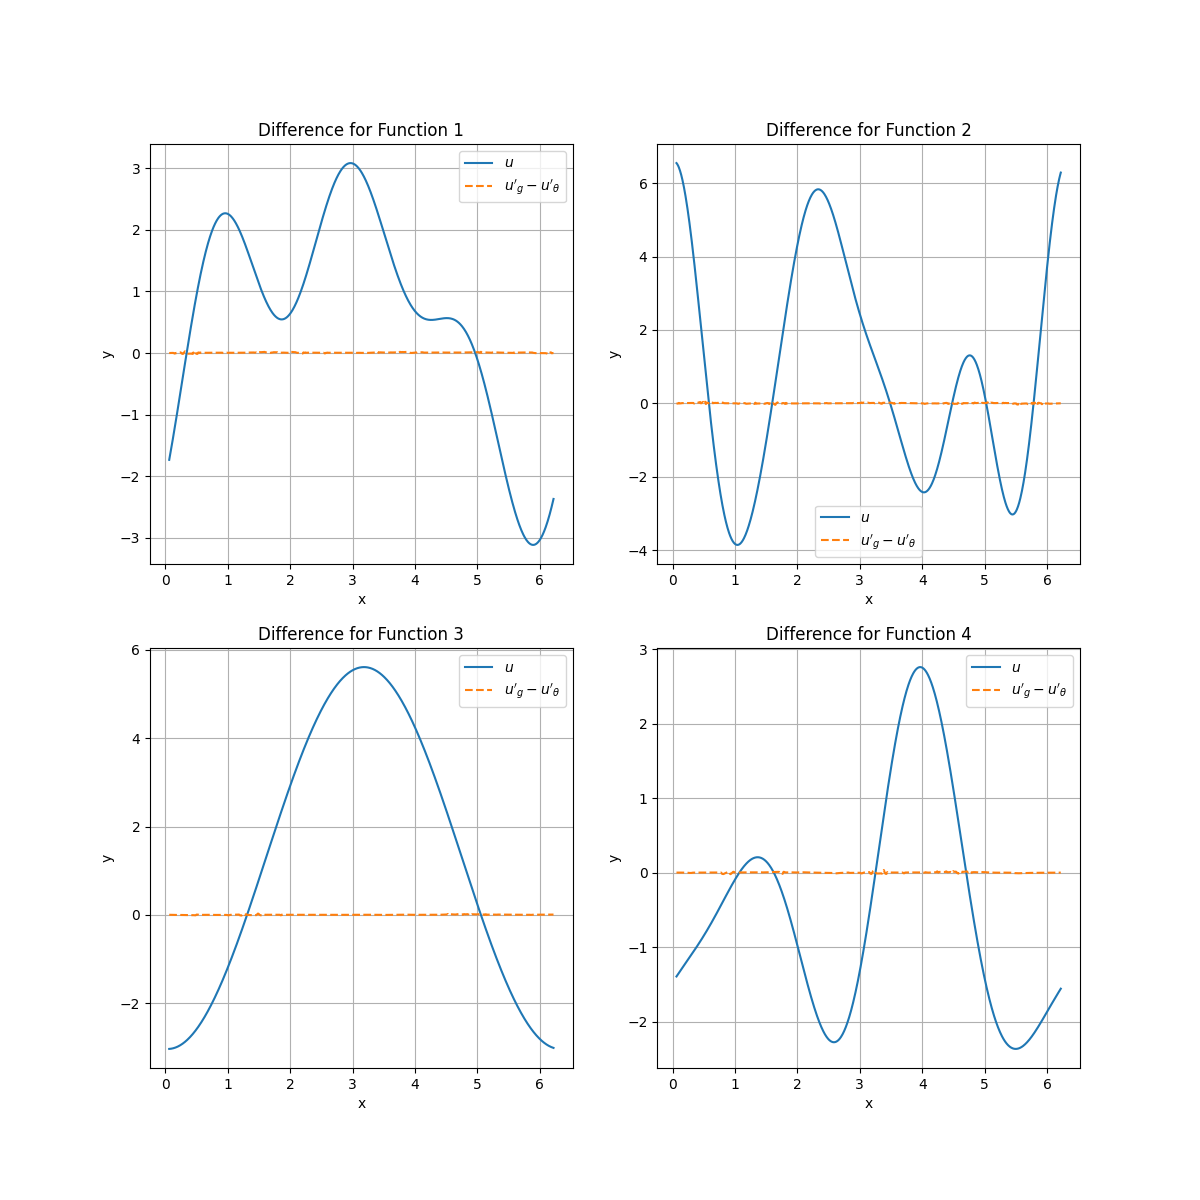 Difference for Function 1
3
2
1
0
−1
−2
−3
y
u
u'g − u'θ
0 1 2 3 4 5 6
x
Difference for Function 2
6
4
2
0
−2
−4
y
u
u'g − u'θ
0 1 2 3 4 5 6
x
Difference for Function 3
6
4
2
0
−2
y
u
u'g − u'θ
0 1 2 3 4 5 6
x
Difference for Function 4
3
2
1
0
−1
−2
y
u
u'g − u'θ
0 1 2 3 4 5 6
x